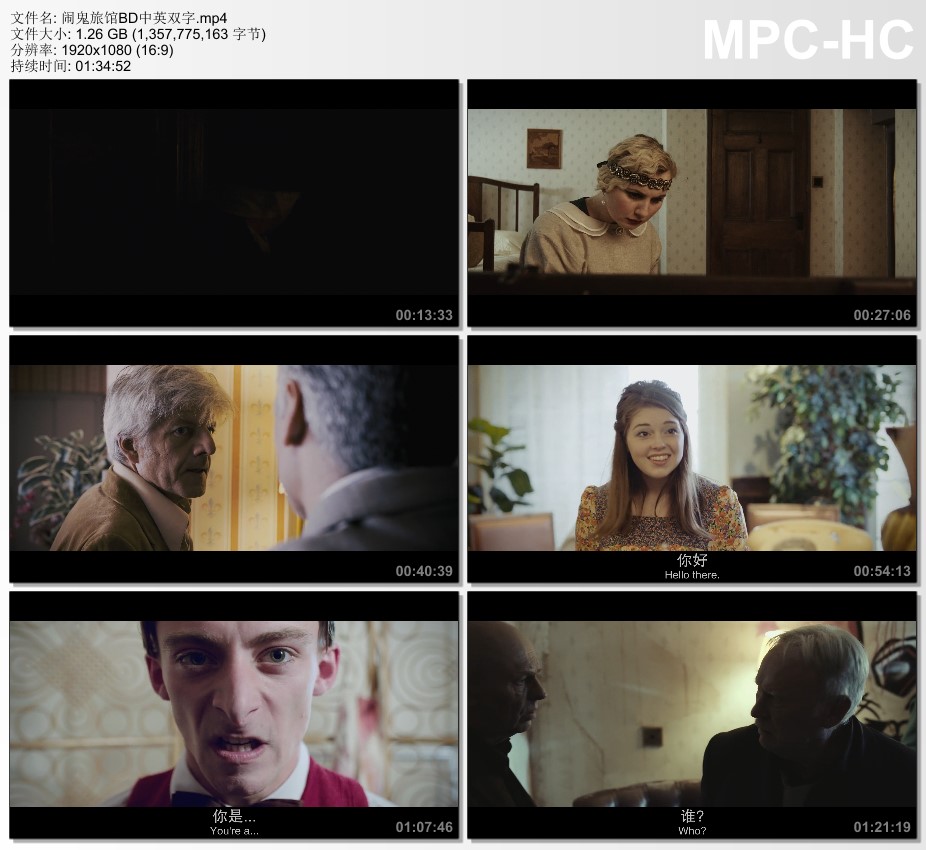 文件名: 闹鬼旅馆BD中英双字.mp4
MPC-HC
文件大小: 1.26 GB (1,357,775,163 字节)
分辨率: 1920x1080 (16:9)
持续时间: 01:34:52
00:13:33
00:27:06
00:40:39
你好
Hello there.
00:54:13
你是...
You're a...
01:07:46
谁?
Who?
01:21:19